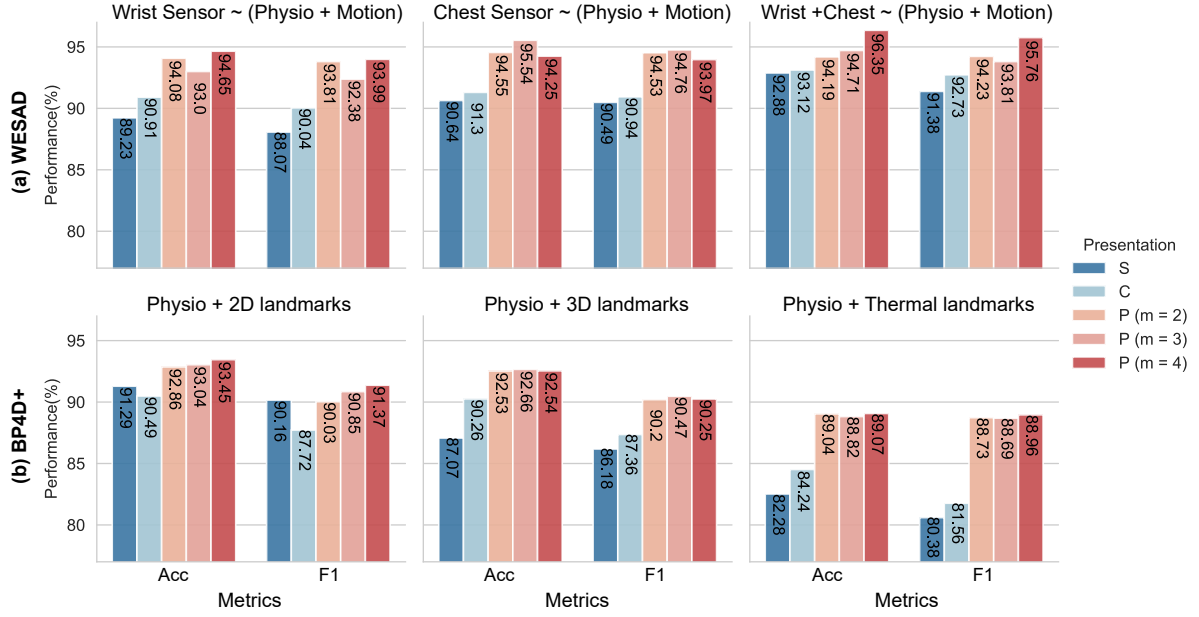 Wrist Sensor ~ (Physio + Motion)
Chest Sensor ~ (Physio + Motion)
Wrist +Chest ~ (Physio + Motion)
(a) WESAD
Performance(%)
95
90
85
80
89.23
90.91
94.08
93.0
94.65
88.07
90.04
93.81
92.38
93.99
90.64
91.3
94.55
95.54
94.25
90.49
90.94
94.53
94.76
93.97
92.88
93.12
94.19
94.71
96.35
91.38
92.73
94.23
93.81
95.76
Presentation
S
C
P (m = 2)
P (m = 3)
P (m = 4)
Physio + 2D landmarks
Physio + 3D landmarks
Physio + Thermal landmarks
(b) BP4D+
Performance(%)
95
90
85
80
91.29
90.49
92.86
93.04
93.45
90.16
87.72
90.03
90.85
91.37
87.07
90.26
92.53
92.66
92.54
86.18
87.36
90.2
90.47
90.25
82.28
84.24
89.04
88.82
89.07
80.38
81.56
88.73
88.69
88.96
Acc
F1
Acc
F1
Acc
F1
Metrics
Metrics
Metrics